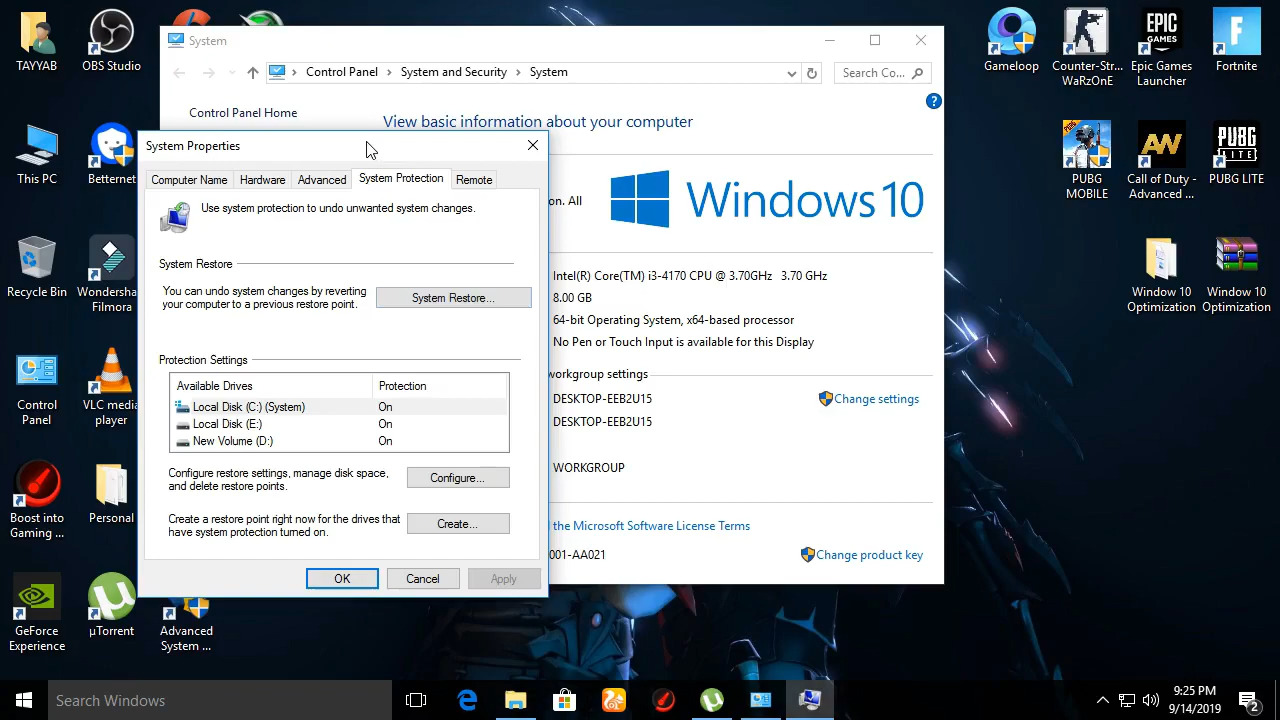 TAYYAB
OBS Studio
This PC
Betternet
Recycle Bin
Wondersha...
Filmora
Control
Panel
VLC media
player
Boost into
Gaming ...
Personal
GeForce
Experience
µTorrent
Advanced
System ...
System
Control Panel
System and Security
System
Search Co...
Control Panel Home
View basic information about your computer
on. All
Windows 10
Intel(R) Core(TM) i3-4170 CPU @ 3.70GHz 3.70 GHz
8.00 GB
64-bit Operating System, x64-based processor
No Pen or Touch Input is available for this Display
workgroup settings
DESKTOP-EEB2U15
Change settings
DESKTOP-EEB2U15
WORKGROUP
the Microsoft Software License Terms
001-AA021
Change product key
System Properties
Computer Name
Hardware
Advanced
System Protection
Remote
Use system protection to undo unwanted system changes.
System Restore
You can undo system changes by reverting
your computer to a previous restore point.
System Restore...
Protection Settings
Available Drives
Protection
Local Disk (C:) (System)
On
Local Disk (E:)
On
New Volume (D:)
On
Configure restore settings, manage disk space,
and delete restore points.
Configure...
Create a restore point right now for the drives that
have system protection turned on.
Create...
OK
Cancel
Apply
Gameloop
Counter-Str...
WaRzOnE
EPIC
GAMES
Epic Games
Launcher
Fortnite
PUBG
PUBG
MOBILE
AW
Call of Duty -
Advanced ...
PUBG
LITE
PUBG LITE
Window 10
Optimization
Window 10
Optimization
Search Windows
9:25 PM
9/14/2019
2